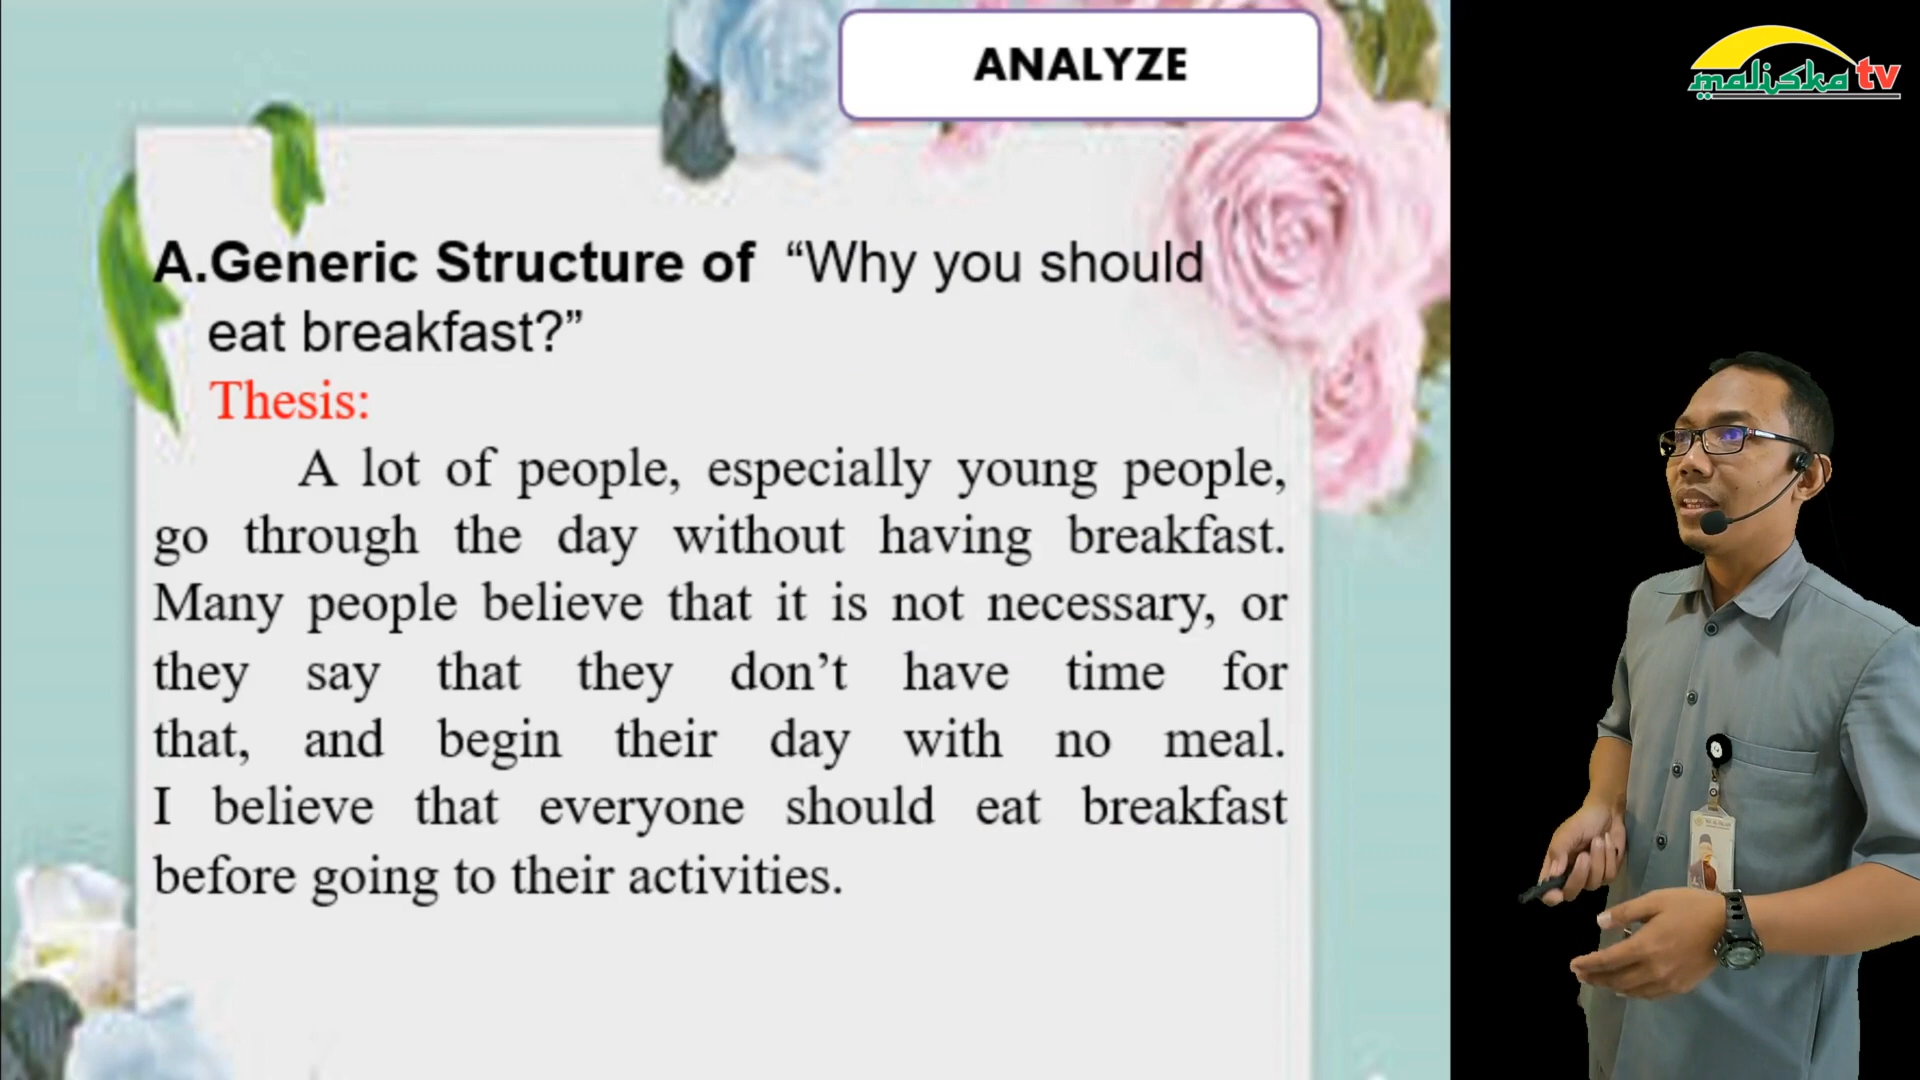 ANALYZE
maliska tv
A.Generic Structure of “Why you should
eat breakfast?”
Thesis:
A lot of people, especially young people,
go through the day without having breakfast.
Many people believe that it is not necessary, or
they say that they don’t have time for
that, and begin their day with no meal.
I believe that everyone should eat breakfast
before going to their activities.